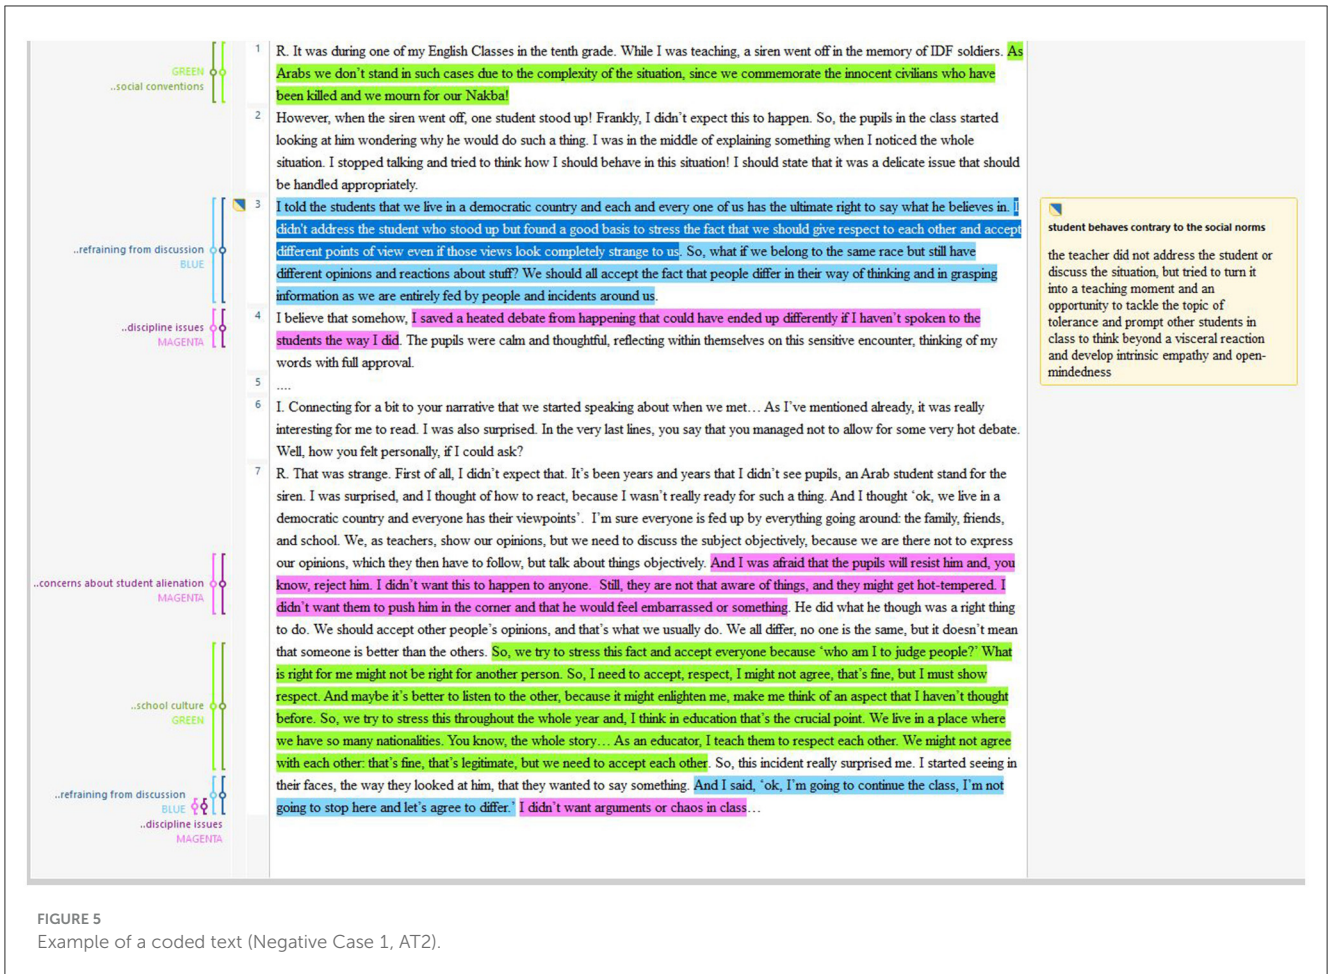 1 R. It was during one of my English Classes in the tenth grade. While I was teaching, a siren went off in the memory of IDF soldiers. As
GREEN
Arabs we don't stand in such cases due to the complexity of the situation, since we commemorate the innocent civilians who have
..social conventions
been killed and we mourn for our Nakba!
2 However, when the siren went off, one student stood up! Frankly, I didn't expect this to happen. So, the pupils in the class started
looking at him wondering why he would do such a thing. I was in the middle of explaining something when I noticed the whole
situation. I stopped talking and tried to think how I should behave in this situation! I should state that it was a delicate issue that should
be handled appropriately.
3 I told the students that we live in a democratic country and each and every one of us has the ultimate right to say what he believes in. I
didn't address the student who stood up but found a good basis to stress the fact that we should give respect to each other and accept
..refraining from discussion
different points of view even if those views look completely strange to us. So, what if we belong to the same race but still have
BLUE
different opinions and reactions about stuff? We should all accept the fact that people differ in their way of thinking and in grasping
information as we are entirely fed by people and incidents around us.
student behaves contrary to the social norms
the teacher did not address the student or
discuss the situation, but tried to turn it
into a teaching moment and an
opportunity to tackle the topic of
tolerance and prompt other students in
class to think beyond a visceral reaction
and develop intrinsic empathy and open-
mindedness
4 I believe that somehow, I saved a heated debate from happening that could have ended up differently if I haven't spoken to the
..discipline issues
MAGENTA
students the way I did. The pupils were calm and thoughtful, reflecting within themselves on this sensitive encounter, thinking of my
words with full approval.
5 ....
6 I. Connecting for a bit to your narrative that we started speaking about when we met… As I've mentioned already, it was really
interesting for me to read. I was also surprised. In the very last lines, you say that you managed not to allow for some very hot debate.
Well, how you felt personally, if I could ask?
7 R. That was strange. First of all, I didn't expect that. It's been years and years that I didn't see pupils, an Arab student stand for the
siren. I was surprised, and I thought of how to react, because I wasn't really ready for such a thing. And I thought 'ok, we live in a
democratic country and everyone has their viewpoints'. I'm sure everyone is fed up by everything going around: the family, friends,
and school. We, as teachers, show our opinions, but we need to discuss the subject objectively, because we are there not to express
our opinions, which they then have to follow, but talk about things objectively. And I was afraid that the pupils will resist him and, you
..concerns about student alienation
MAGENTA
know, reject him. I didn't want this to happen to anyone. Still, they are not that aware of things, and they might get hot-tempered. I
didn't want them to push him in the corner and that he would feel embarrassed or something. He did what he though was a right thing
to do. We should accept other people's opinions, and that's what we usually do. We all differ, no one is the same, but it doesn't mean
that someone is better than the others. So, we try to stress this fact and accept everyone because 'who am I to judge people?' What
is right for me might not be right for another person. So, I need to accept, respect, I might not agree, that's fine, but I must show
respect. And maybe it's better to listen to the other, because it might enlighten me, make me think of an aspect that I haven't thought
..school culture
GREEN
before. So, we try to stress this throughout the whole year and, I think in education that's the crucial point. We live in a place where
we have so many nationalities. You know, the whole story… As an educator, I teach them to respect each other. We might not agree
with each other: that's fine, that's legitimate, but we need to accept each other. So, this incident really surprised me. I started seeing in
their faces, the way they looked at him, that they wanted to say something. And I said, 'ok, I'm going to continue the class, I'm not
..refraining from discussion
BLUE
going to stop here and let's agree to differ.' I didn't want arguments or chaos in class…
..discipline issues
MAGENTA
FIGURE 5
Example of a coded text (Negative Case 1, AT2).